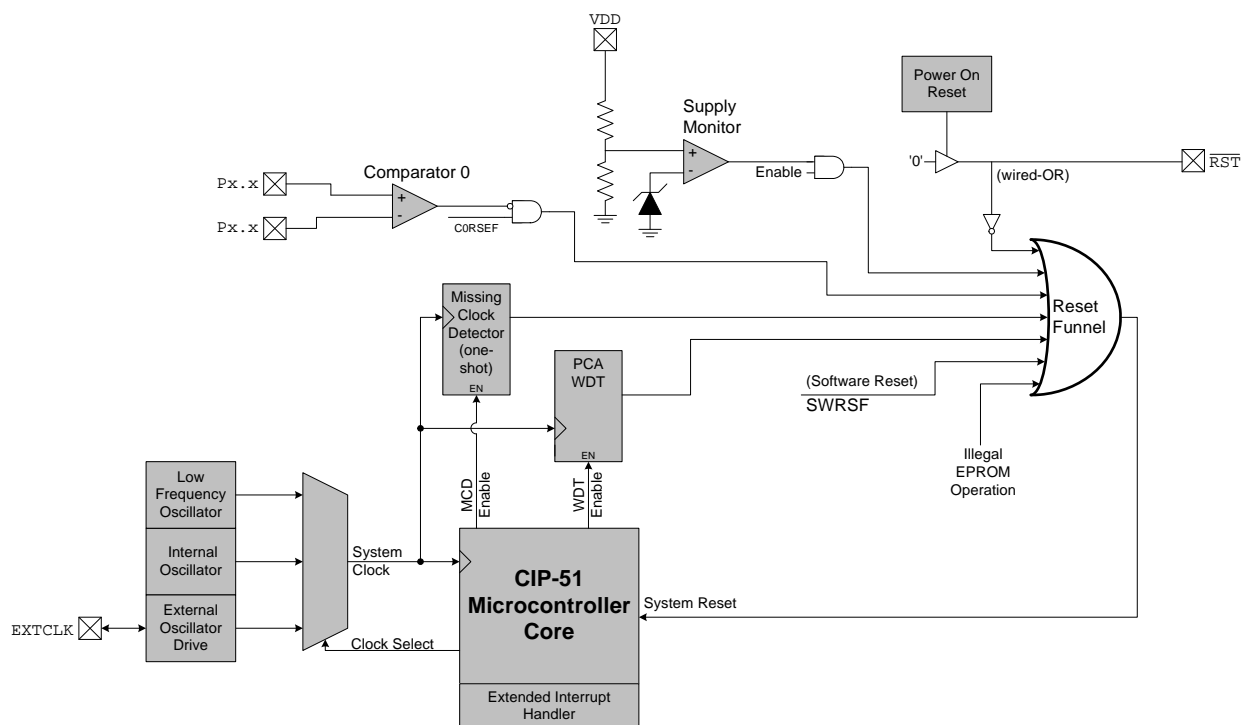 VDD
Power On
Reset
Supply
Monitor
+
-
Enable
'0'
(wired-OR)
RST
Comparator 0
Px.x
+
Px.x
-
C0RSEF
Missing
Clock
Detector
(one-
shot)
EN
PCA
WDT
EN
Reset
Funnel
(Software Reset)
SWRSF
Illegal
EPROM
Operation
MCD
Enable
WDT
Enable
Low
Frequency
Oscillator
Internal
Oscillator
External
Oscillator
Drive
EXTCLK
System
Clock
Clock Select
CIP-51
Microcontroller
Core
System Reset
Extended Interrupt
Handler